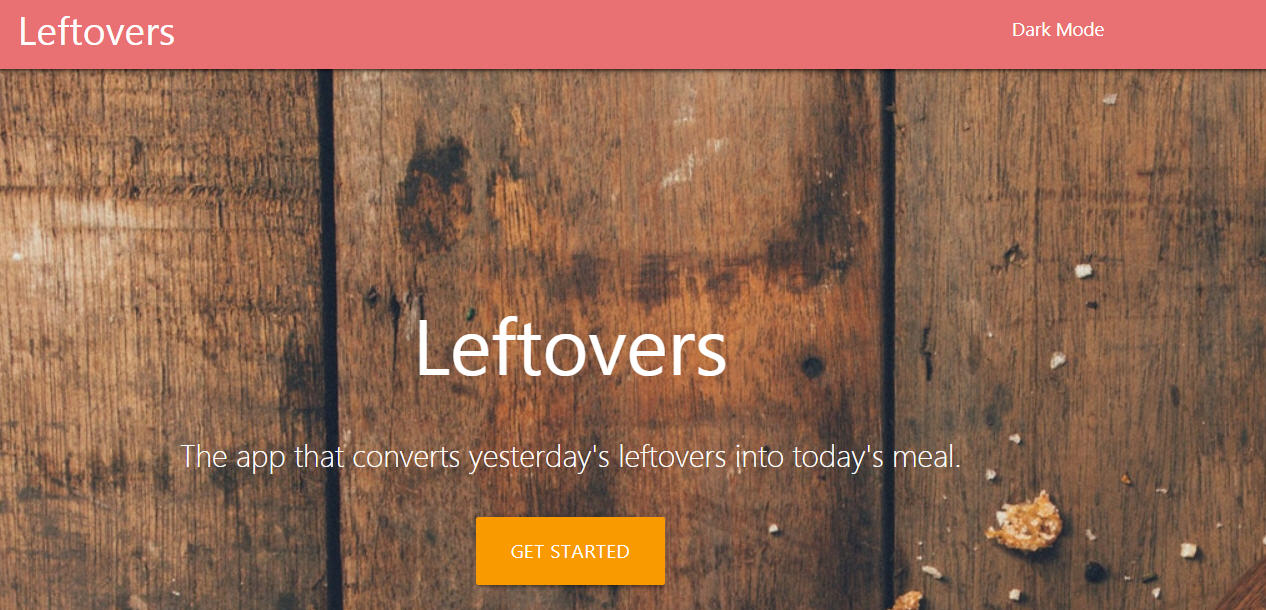 Leftovers
Dark Mode
Leftovers
The app that converts yesterday's leftovers into today's meal.
GET STARTED